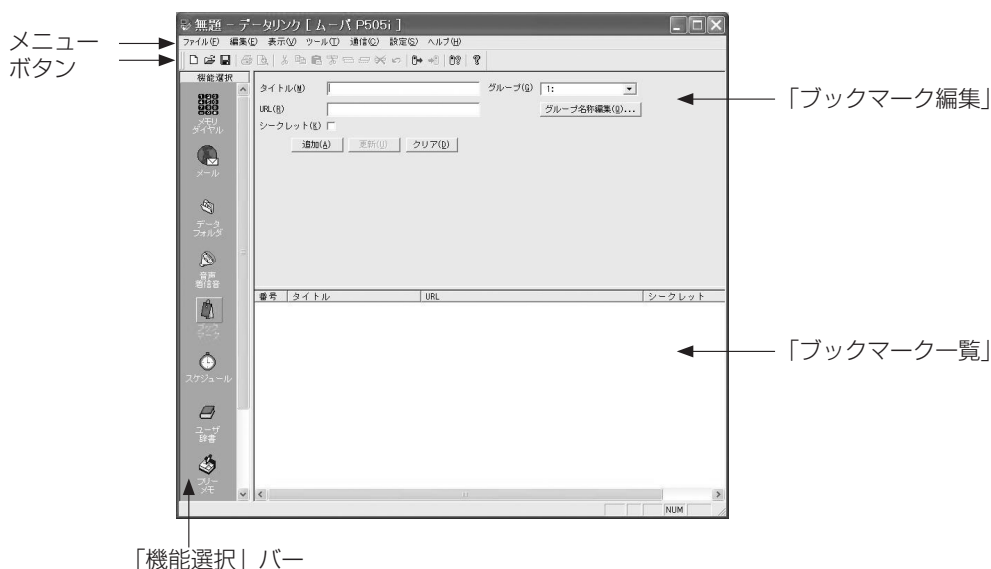 無題 - データリンク [ ムーバ P505i ]
メニュー
ファイル(F) 編集(E) 表示(V) ツール(T) 通信(C) 設定(S) ヘルプ(H)
ボタン
機能選択
タイトル(M)
グループ(G) 1:
「ブックマーク編集」
URL(R)
グループ名称編集(Q)...
シークレット(K)
追加(A) 更新(U) クリア(D)
メモリ
ダイヤル
メール
データ
フォルダ
音声
着信音
番号 タイトル URL シークレット
ブック
マーク
「ブックマーク一覧」
スケジュール
ユーザ
辞書
フリー
メモ
NUM
「機能選択」バー